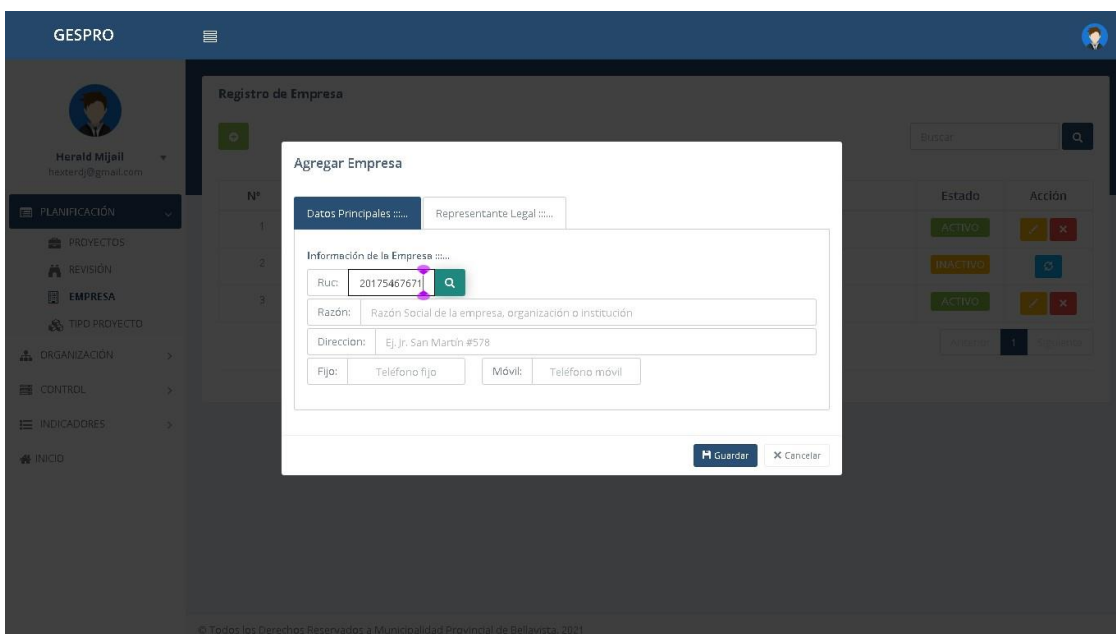 GESPRO
Herald Mijail
hexterdj@gmail.com
PLANIFICACIÓN
PROYECTOS
REVISIÓN
EMPRESA
TIPO PROYECTO
ORGANIZACIÓN
CONTROL
INDICADORES
INICIO
Registro de Empresa
Buscar
N° Estado Acción
1 ACTIVO
2 INACTIVO
3 ACTIVO
1
Agregar Empresa
Datos Principales :::... Representante Legal :::...
Información de la Empresa :::...
Ruc: 20175467671
Razón: Razón Social de la empresa, organización o institución
Direccion: Ej. Jr. San Martín #578
Fijo: Teléfono fijo Móvil: Teléfono móvil
Guardar Cancelar
© Todos los Derechos Reservados a Municipalidad Provincial de Bellavista, 2021